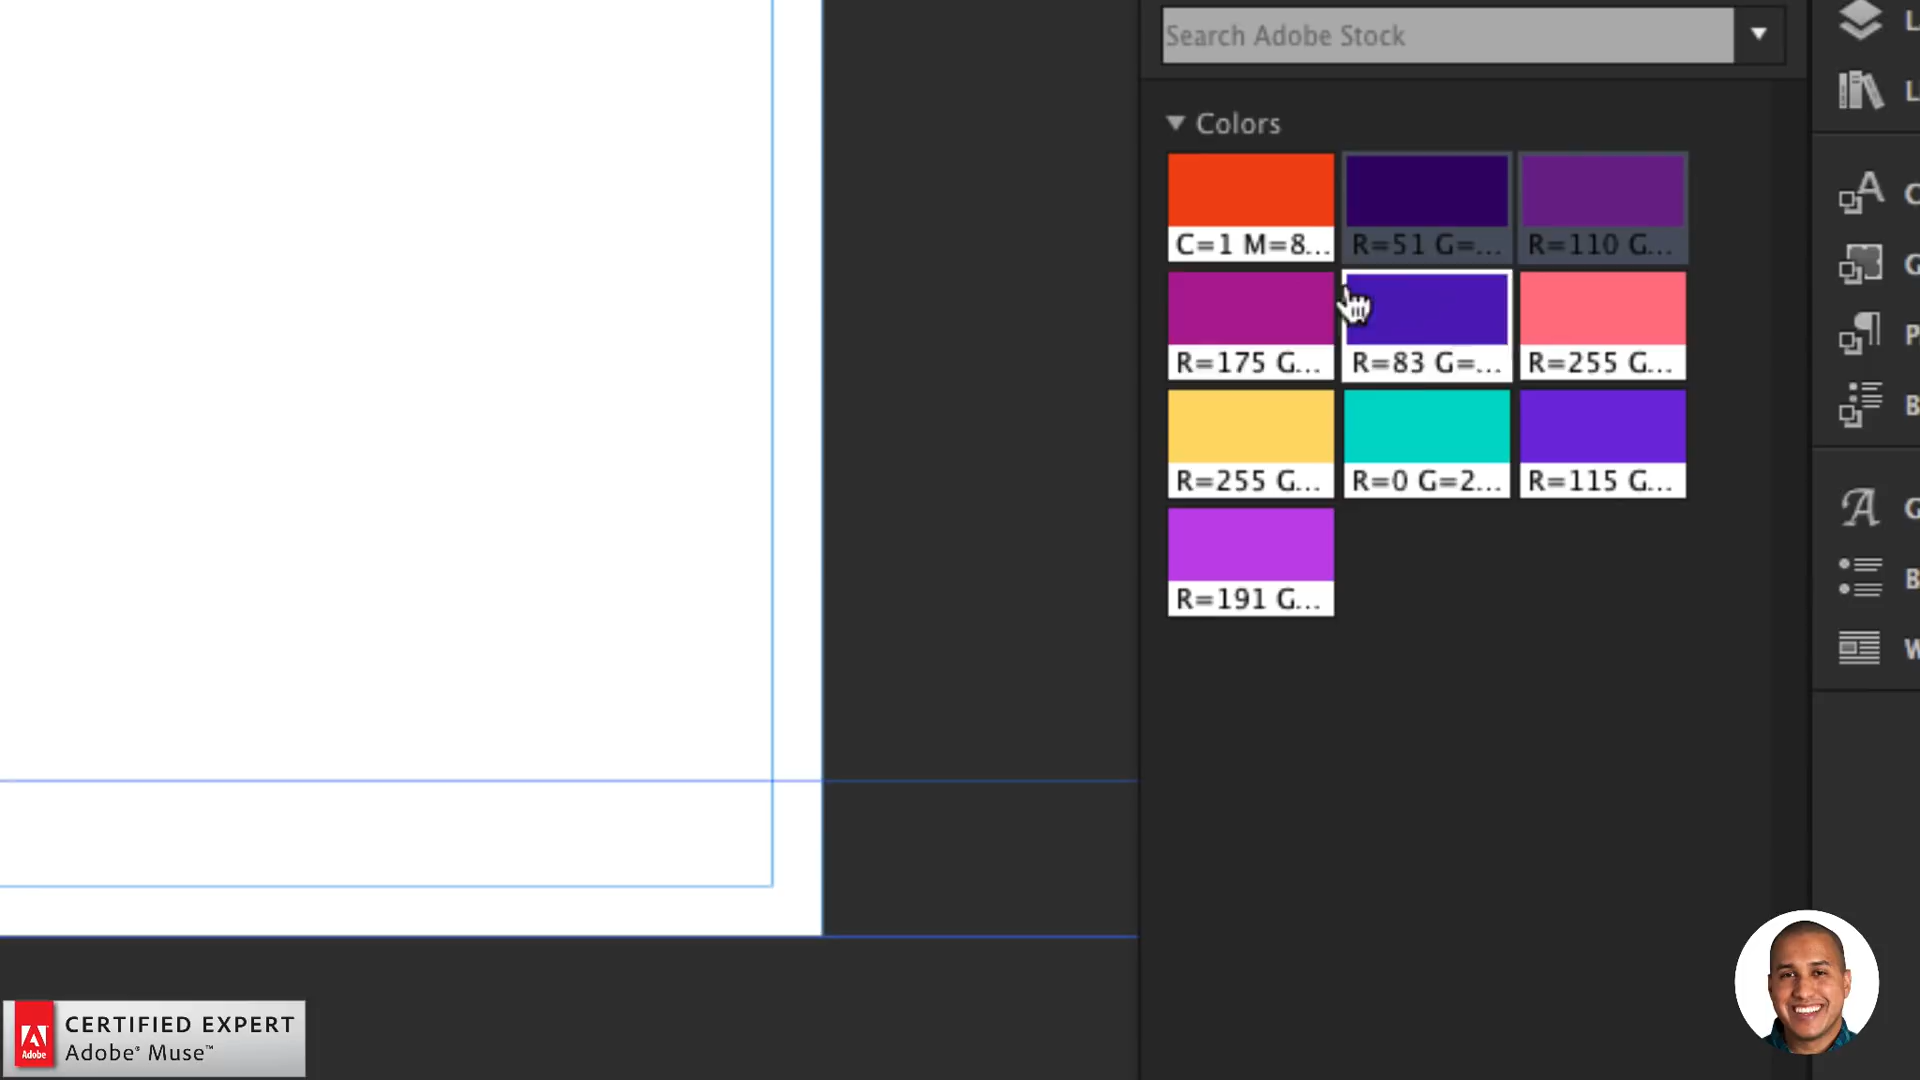 Search Adobe Stock
Colors
C=1 M=8...
R=51 G=...
R=110 G...
R=175 G...
R=83 G=...
R=255 G...
R=255 G...
R=0 G=2...
R=115 G...
R=191 G...
L
L
C
G
P
B
G
B
W
Adobe
CERTIFIED EXPERT
Adobe® Muse™